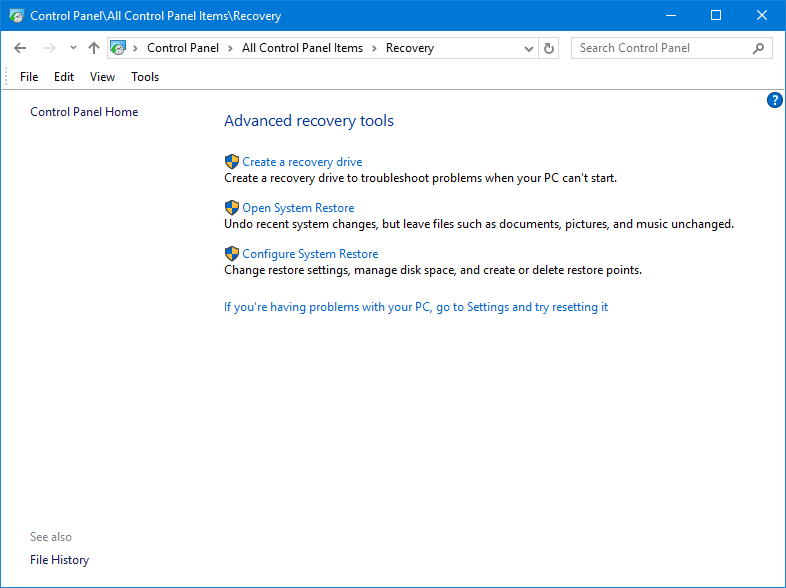 Control Panel\All Control Panel Items\Recovery
Control Panel > All Control Panel Items > Recovery
Search Control Panel
File Edit View Tools
?
Control Panel Home
Advanced recovery tools
Create a recovery drive
Create a recovery drive to troubleshoot problems when your PC can't start.
Open System Restore
Undo recent system changes, but leave files such as documents, pictures, and music unchanged.
Configure System Restore
Change restore settings, manage disk space, and create or delete restore points.
If you're having problems with your PC, go to Settings and try resetting it
See also
File History